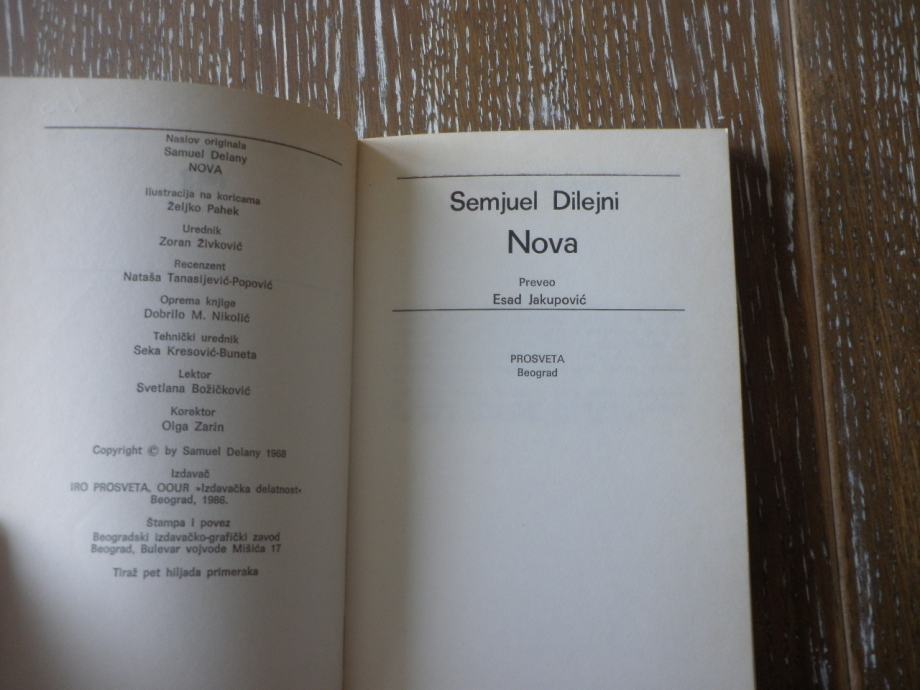 Naslov originala
Samuel Delany
NOVA
Ilustracija na koricama
Željko Pahek
Urednik
Zoran Živković
Recenzent
Nataša Tanasijević-Popović
Oprema knjige
Dobrilo M. Nikolić
Tehnički urednik
Seka Kresović-Buneta
Lektor
Svetlana Božičković
Korektor
Olga Zarin
Copyright © by Samuel Delany 1968
Izdavač
IRO PROSVETA, OOUR »Izdavačka delatnost«
Beograd, 1986.
Štampa i povez
Beogradski izdavačko-grafički zavod
Beograd, Bulevar vojvode Mišića 17
Tiraž pet hiljada primeraka
Semjuel Dilejni
Nova
Preveo
Esad Jakupović
PROSVETA
Beograd